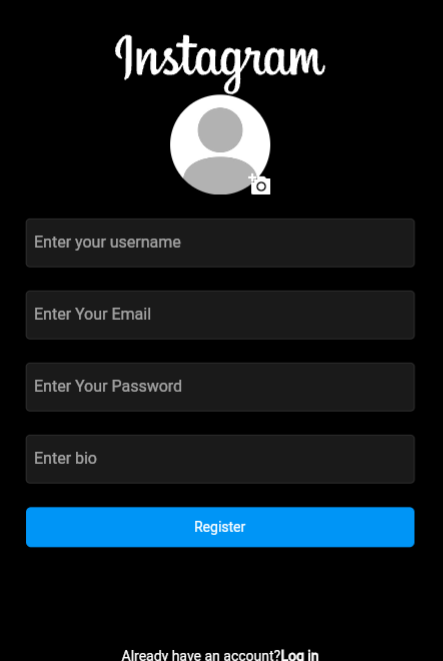 Instagram
Enter your username
Enter Your Email
Enter Your Password
Enter bio
Register
Already have an account?Log in